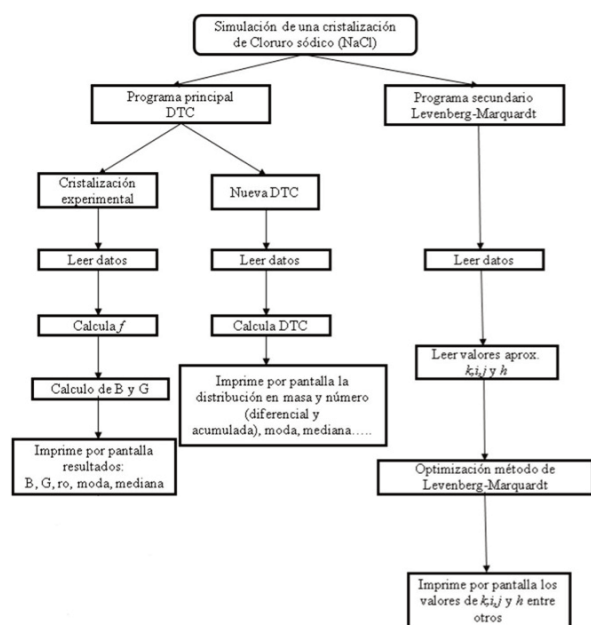 Simulación de una cristalización
de Cloruro sódico (NaCl)
Programa principal
DTC
Programa secundario
Levenberg-Marquardt
Cristalización
experimental
Nueva DTC
Leer datos
Leer datos
Leer datos
Calcula f
Calcula DTC
Leer valores aprox.
k,i,j y h
Calculo de B y G
Imprime por pantalla la
distribución en masa y número
(diferencial y
acumulada), moda, mediana.....
Imprime por pantalla
resultados:
B, G, ro, moda, mediana
Optimización método de
Levenberg-Marquardt
Imprime por pantalla los
valores de k,i,j y h entre
otros